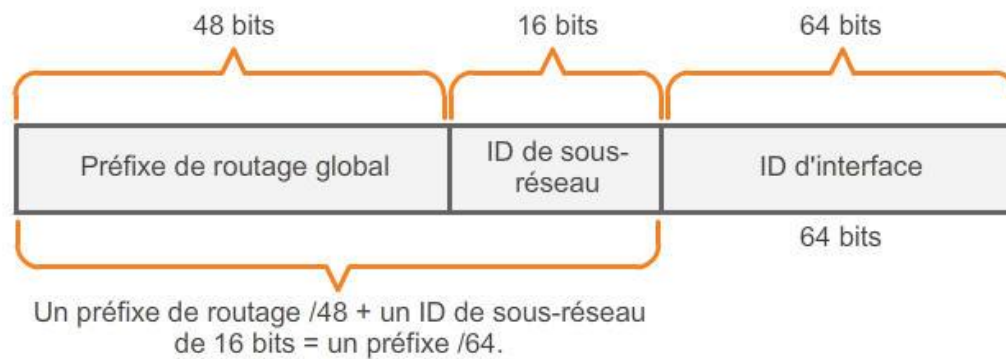 48 bits
16 bits
64 bits
Préfixe de routage global
ID de sous-
réseau
ID d'interface
64 bits
Un préfixe de routage /48 + un ID de sous-réseau
de 16 bits = un préfixe /64.